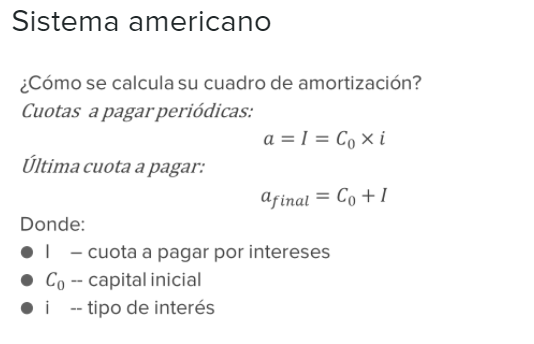 Sistema americano
¿Cómo se calcula su cuadro de amortización?
Cuotas a pagar periódicas:
a = I = C₀ × i
Última cuota a pagar:
a_final = C₀ + I
Donde:
● I – cuota a pagar por intereses
● C₀ -- capital inicial
● i -- tipo de interés